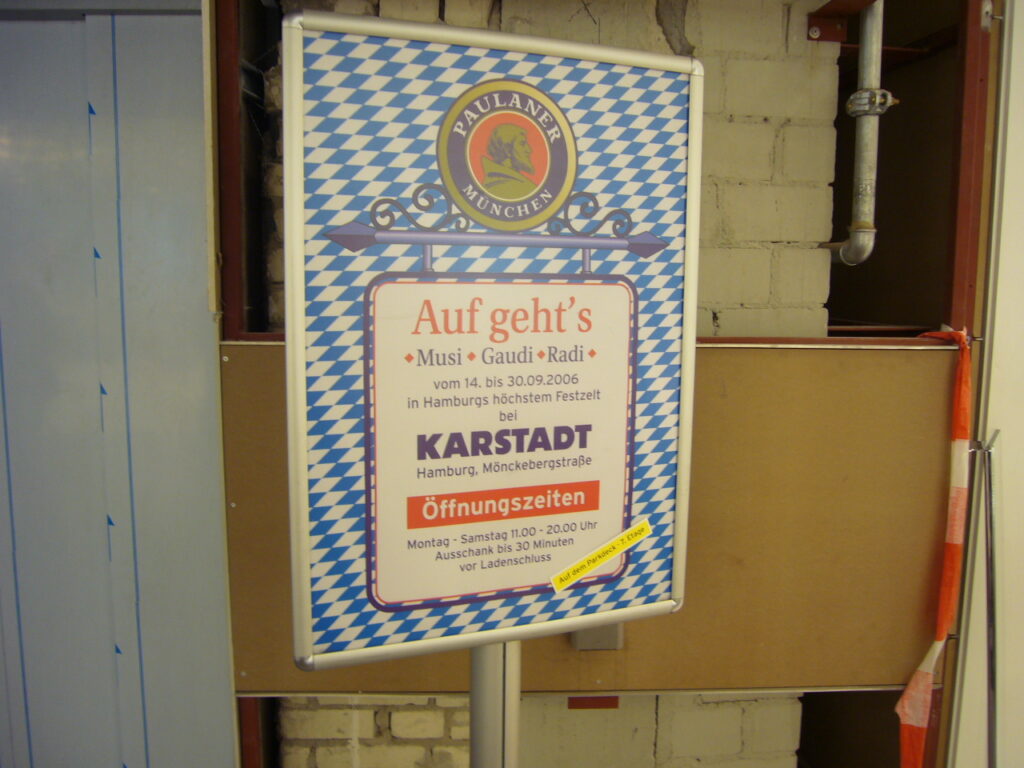 PAULANER
MÜNCHEN
Auf geht's
Musi Gaudi Radi
vom 14. bis 30.09.2006
in Hamburgs höchstem Festzelt
bei
KARSTADT
Hamburg, Mönckebergstraße
Öffnungszeiten
Montag - Samstag 11.00 - 20.00 Uhr
Ausschank bis 30 Minuten
vor Ladenschluss
Auf dem Parkdeck - 7. Etage